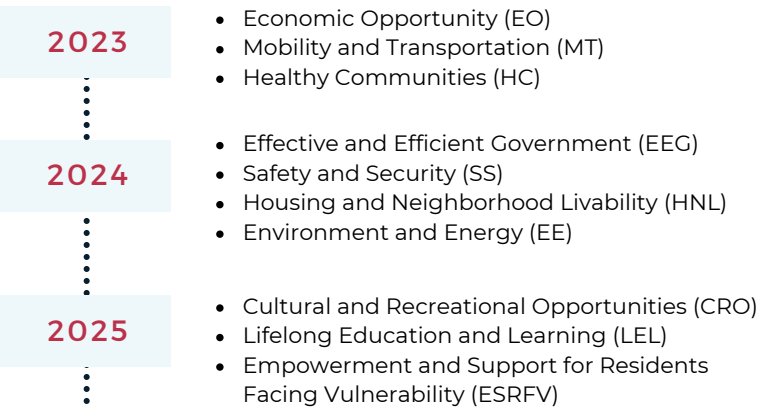 2023
• Economic Opportunity (EO)
• Mobility and Transportation (MT)
• Healthy Communities (HC)
2024
• Effective and Efficient Government (EEG)
• Safety and Security (SS)
• Housing and Neighborhood Livability (HNL)
• Environment and Energy (EE)
2025
• Cultural and Recreational Opportunities (CRO)
• Lifelong Education and Learning (LEL)
• Empowerment and Support for Residents
Facing Vulnerability (ESRFV)